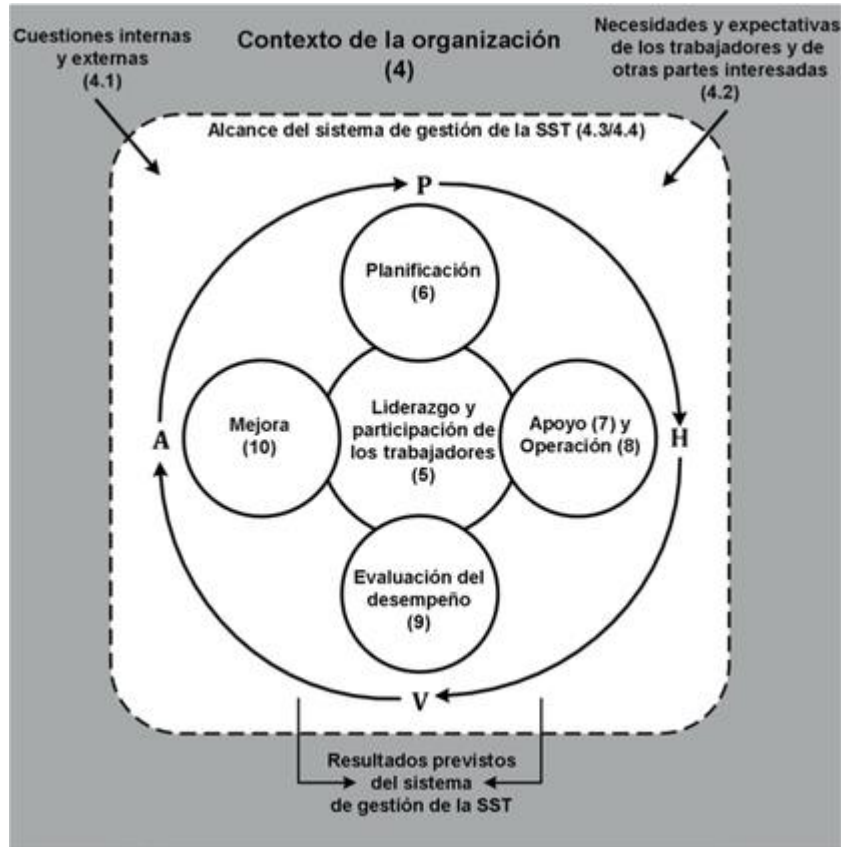 Cuestiones internas
y externas
(4.1)
Contexto de la organización
(4)
Necesidades y expectativas
de los trabajadores y de
otras partes interesadas
(4.2)
Alcance del sistema de gestión de la SST (4.3/4.4)
P
Planificación
(6)
A
Mejora
(10)
Liderazgo y
participación de
los trabajadores
(5)
Apoyo (7) y
Operación (8)
H
Evaluación del
desempeño
(9)
V
Resultados previstos
del sistema
de gestión de la SST